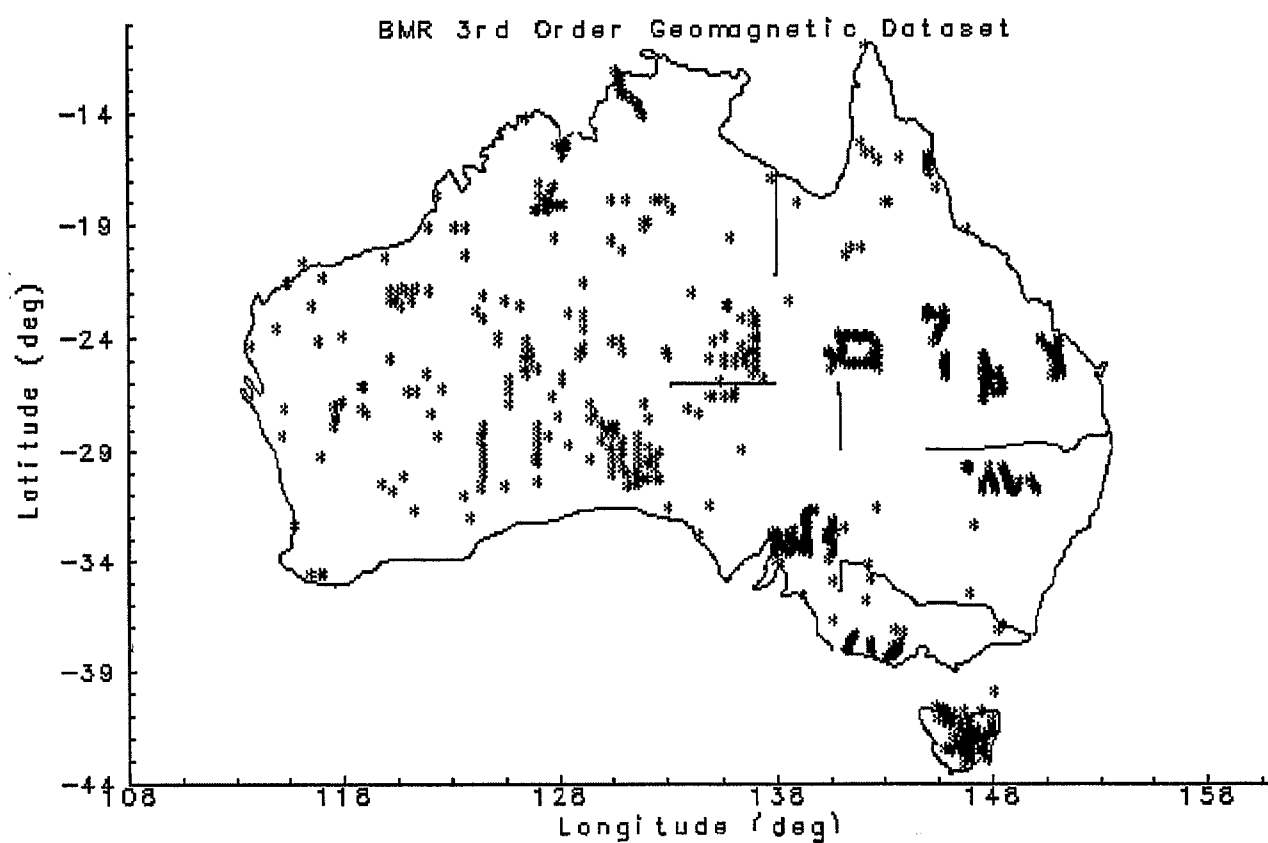 BMR 3rd Order Geomagnetic Dataset
-14
-19
-24
-29
-34
-39
-44
Latitude (deg)
108 118 128 138 148 158
Longitude (deg)